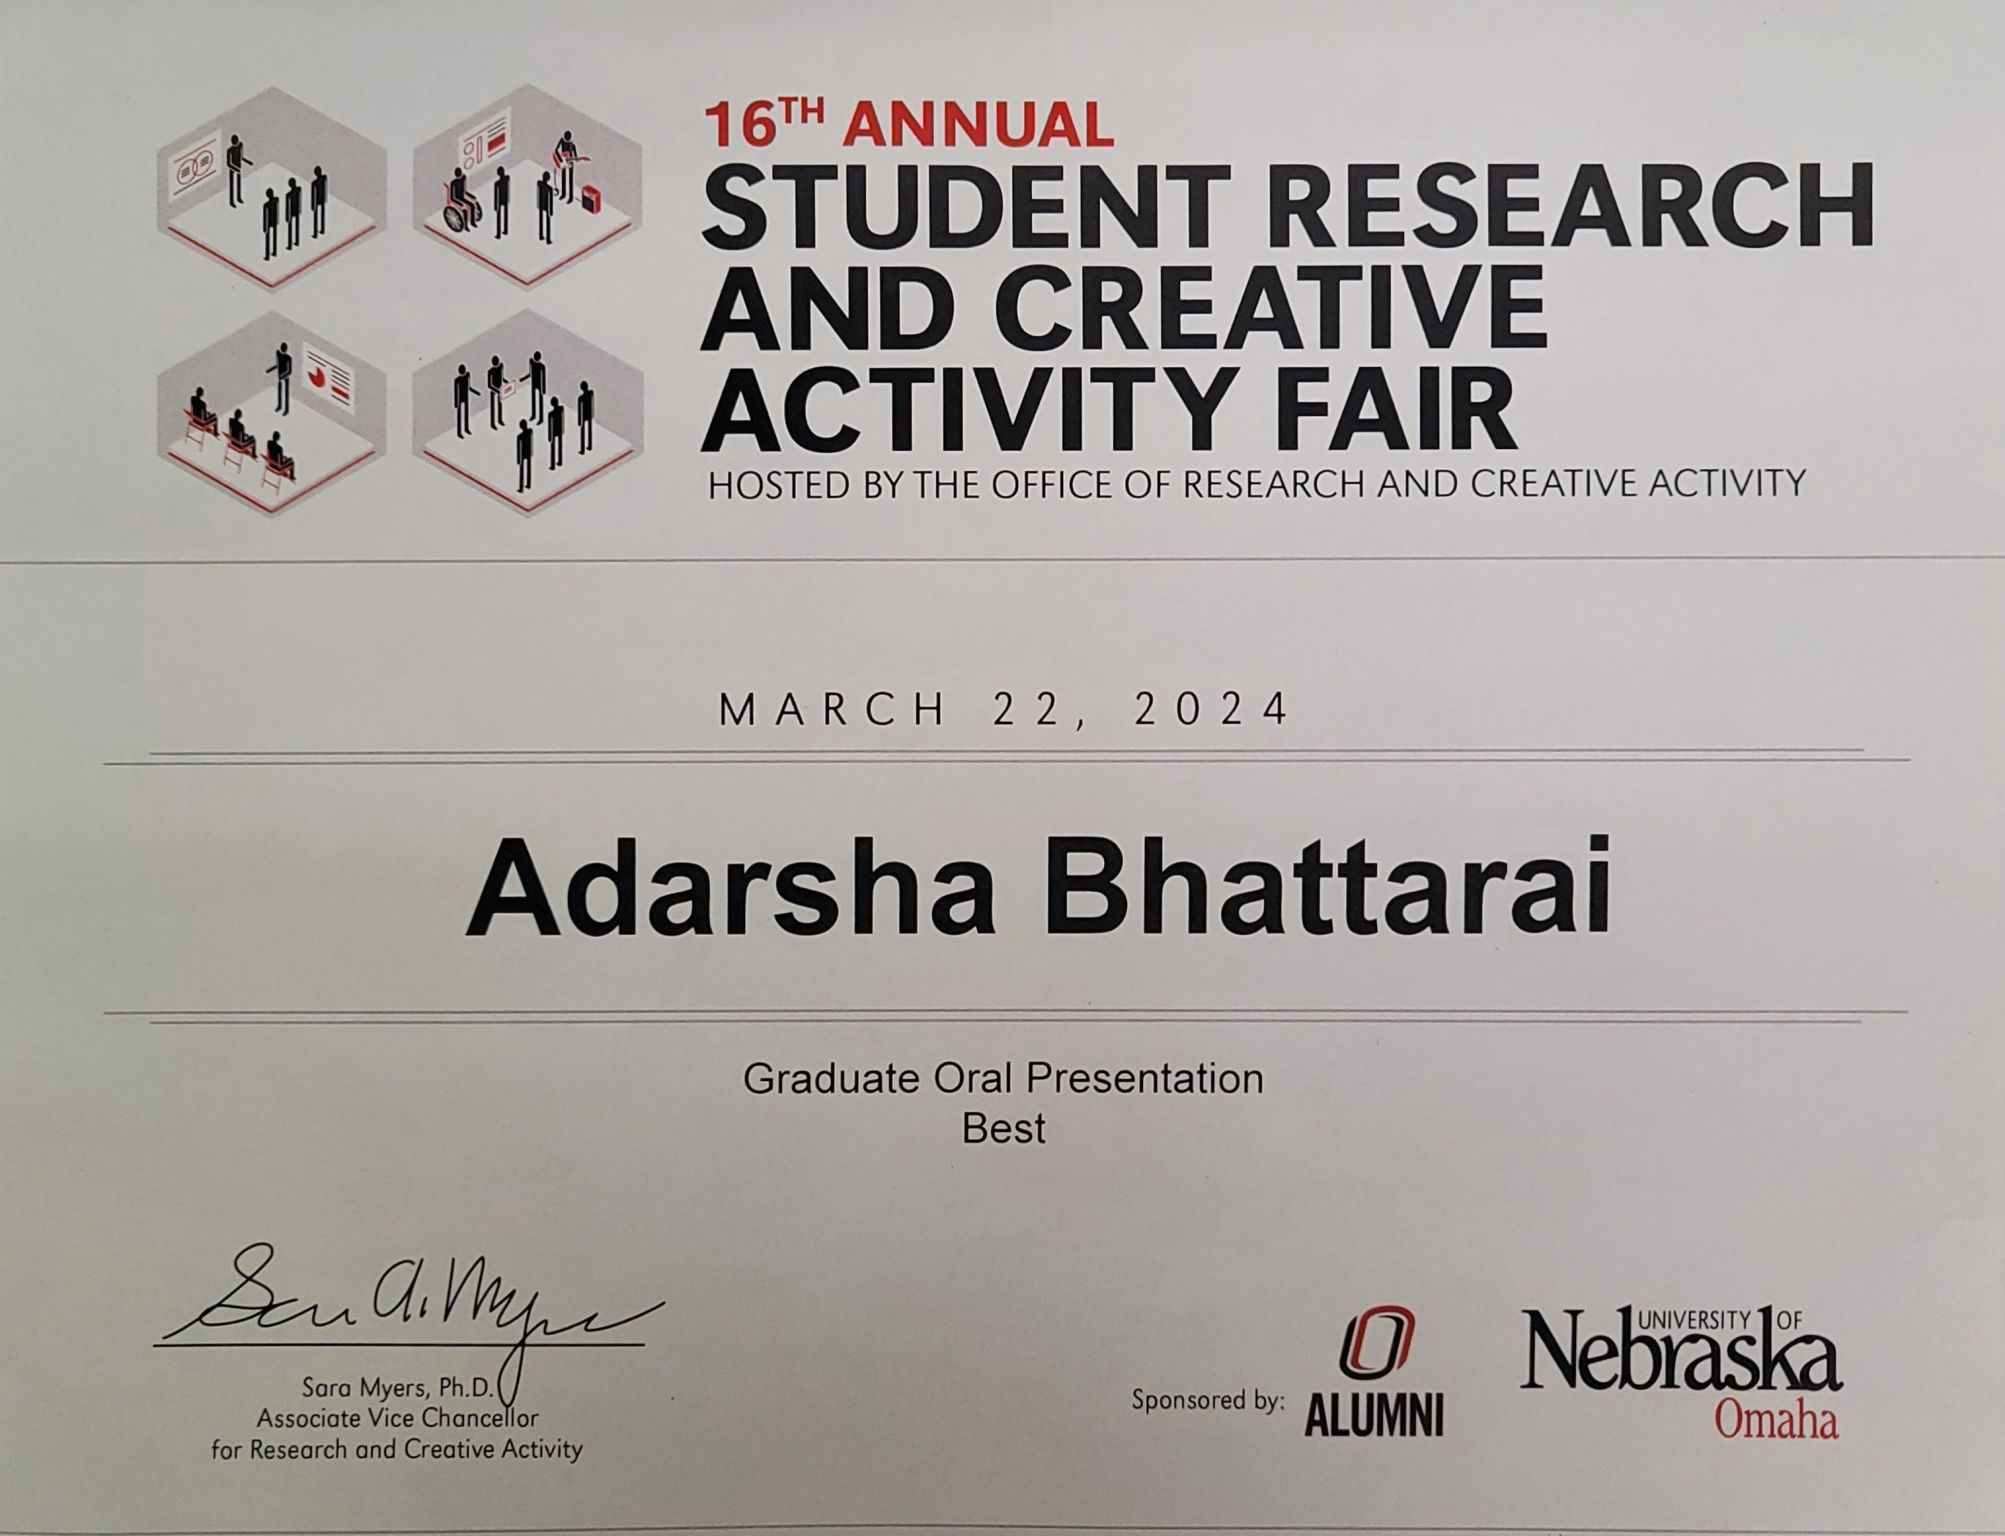 16TH ANNUAL
STUDENT RESEARCH
AND CREATIVE
ACTIVITY FAIR
HOSTED BY THE OFFICE OF RESEARCH AND CREATIVE ACTIVITY
MARCH 22, 2024
Adarsha Bhattarai
Graduate Oral Presentation
Best
Sara A. Myers
Sara Myers, Ph.D.
Associate Vice Chancellor
for Research and Creative Activity
Sponsored by:
O
ALUMNI
UNIVERSITY OF
Nebraska
Omaha